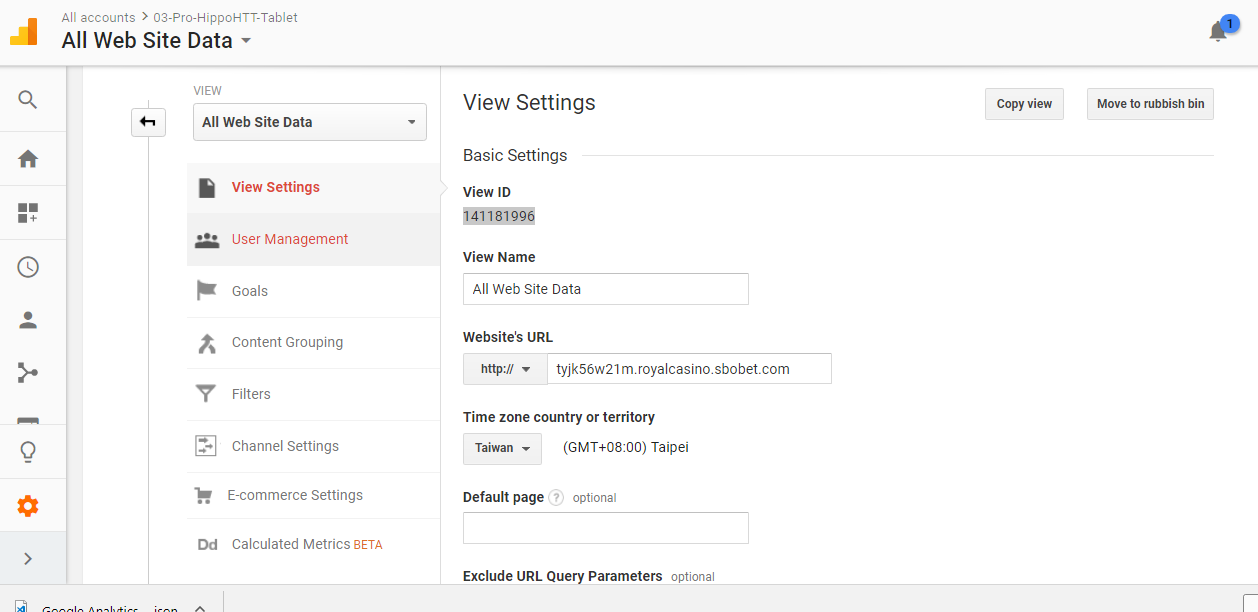 All accounts > 03-Pro-HippoHTT-Tablet
All Web Site Data
1
VIEW
All Web Site Data
View Settings
User Management
Goals
Content Grouping
Filters
Channel Settings
E-commerce Settings
Dd Calculated Metrics BETA
View Settings
Copy view
Move to rubbish bin
Basic Settings
View ID
141181996
View Name
All Web Site Data
Website's URL
http://
tyjk56w21m.royalcasino.sbobet.com
Time zone country or territory
Taiwan
(GMT+08:00) Taipei
Default page ? optional
Exclude URL Query Parameters optional
Google Analytics ....json